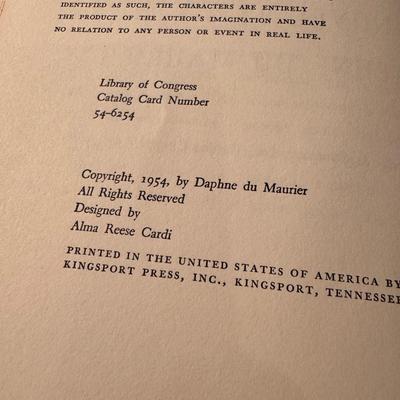 IDENTIFIED AS SUCH, THE CHARACTERS ARE ENTIRELY
THE PRODUCT OF THE AUTHOR'S IMAGINATION AND HAVE
NO RELATION TO ANY PERSON OR EVENT IN REAL LIFE.
Library of Congress
Catalog Card Number
54-6254
Copyright, 1954, by Daphne du Maurier
All Rights Reserved
Designed by
Alma Reese Cardi
PRINTED IN THE UNITED STATES OF AMERICA BY
KINGSPORT PRESS, INC., KINGSPORT, TENNESSEE